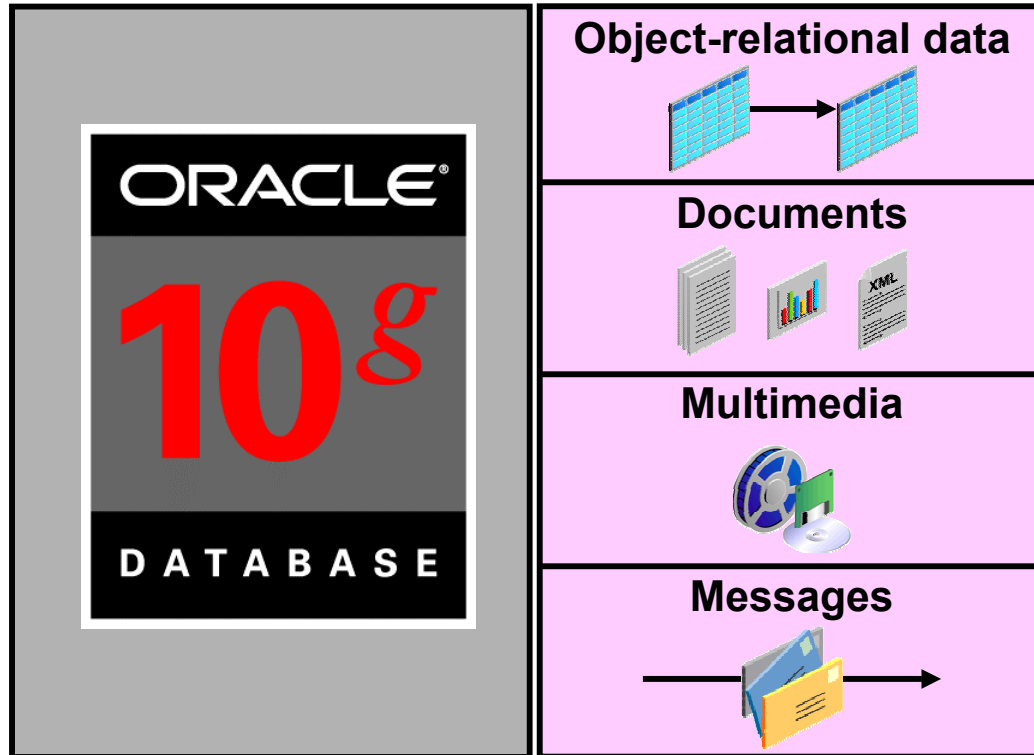 ORACLE®
10g
DATABASE
Object-relational data
Documents
XML
Multimedia
Messages